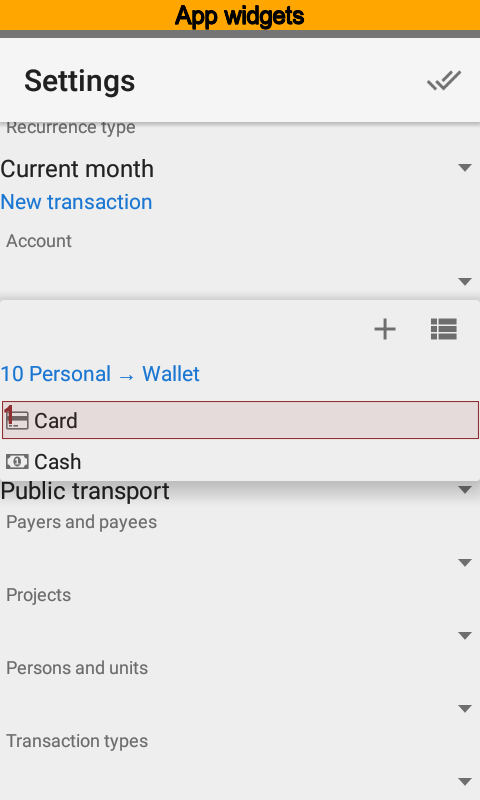 App widgets
Settings
Recurrence type
Current month
New transaction
Account
10 Personal → Wallet
1
Card
Cash
Public transport
Payers and payees
Projects
Persons and units
Transaction types